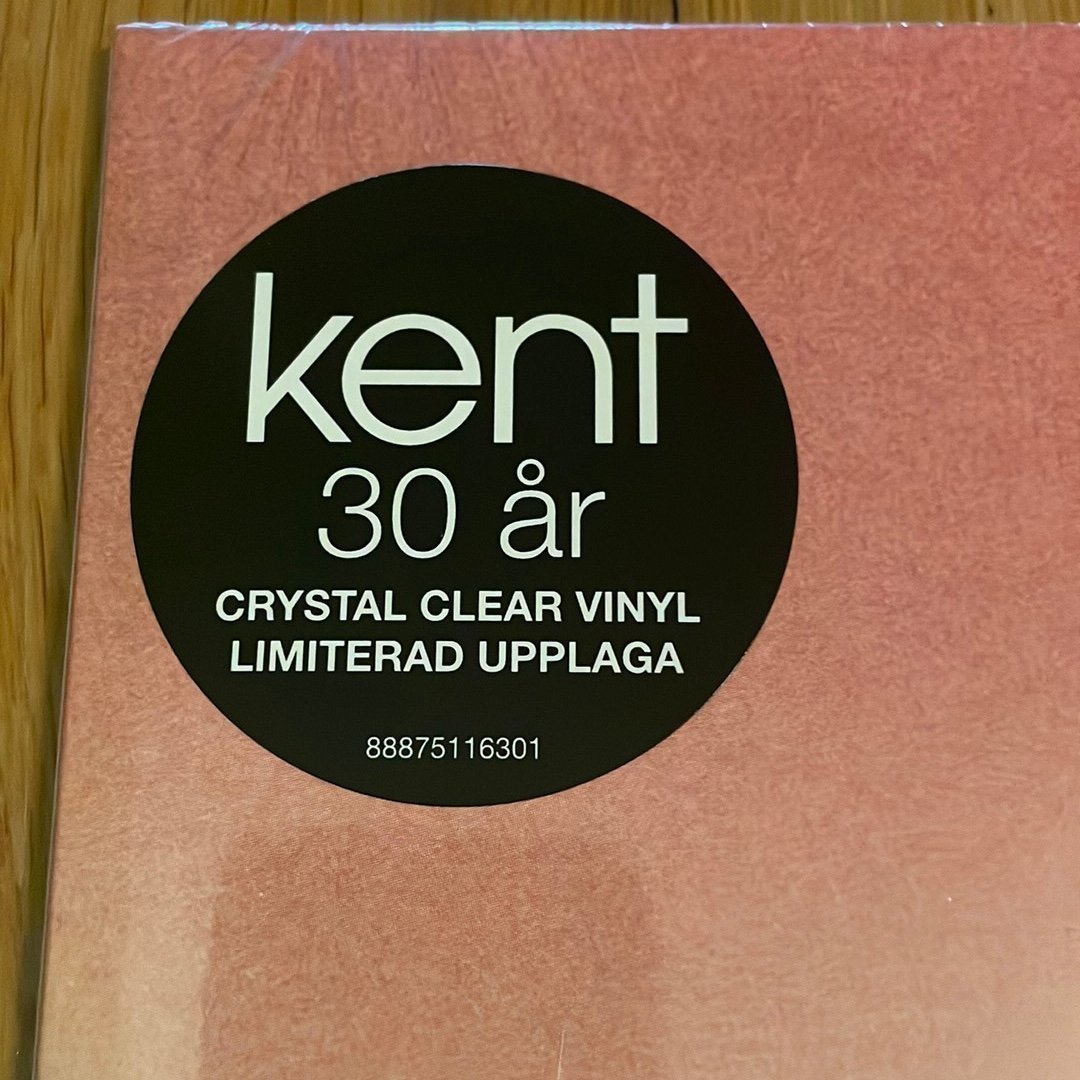 kent
30 år
CRYSTAL CLEAR VINYL
LIMITERAD UPPLAGA
88875116301